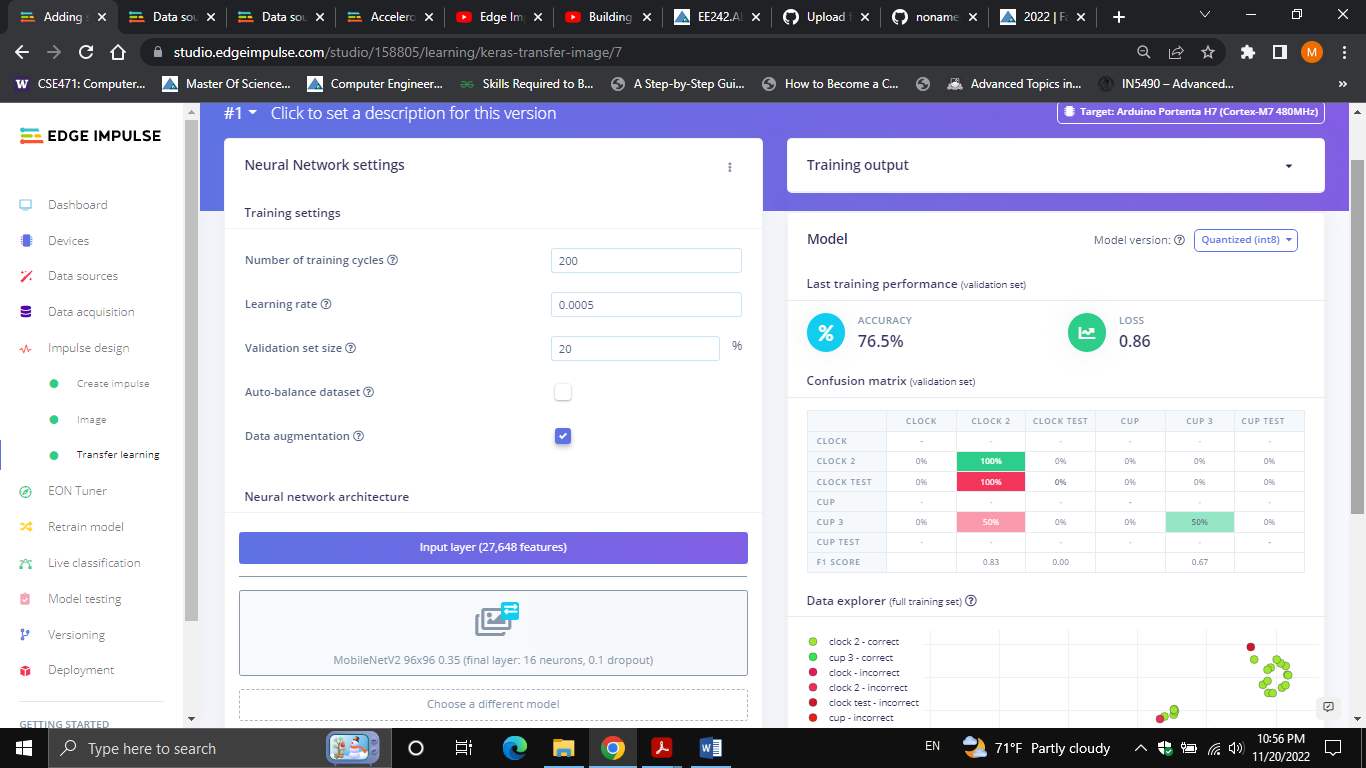 Adding s
Data sou
Data sou
Accelero
Edge Im
Building
EE242.A
Upload f
noname
2022 | Fa
studio.edgeimpulse.com/studio/158805/learning/keras-transfer-image/7
M
CSE471: Computer...
Master Of Science...
Computer Engineer...
Skills Required to B...
A Step-by-Step Gui...
How to Become a C...
Advanced Topics in...
IN5490 – Advanced...
»
EDGE IMPULSE
Dashboard
Devices
Data sources
Data acquisition
Impulse design
Create impulse
Image
Transfer learning
EON Tuner
Retrain model
Live classification
Model testing
Versioning
Deployment
GETTING STARTED
#1
Click to set a description for this version
Target: Arduino Portenta H7 (Cortex-M7 480MHz)
Neural Network settings
Training settings
Number of training cycles
200
Learning rate
0.0005
Validation set size
20
%
Auto-balance dataset
Data augmentation
Neural network architecture
Input layer (27,648 features)
MobileNetV2 96x96 0.35 (final layer: 16 neurons, 0.1 dropout)
Choose a different model
Training output
Model
Model version:
Quantized (int8)
Last training performance (validation set)
%
ACCURACY
76.5%
LOSS
0.86
Confusion matrix (validation set)
CLOCK CLOCK 2 CLOCK TEST CUP CUP 3 CUP TEST
CLOCK - - - - - -
CLOCK 2 0% 100% 0% 0% 0% 0%
CLOCK TEST 0% 100% 0% 0% 0% 0%
CUP - - - - - -
CUP 3 0% 50% 0% 0% 50% 0%
CUP TEST - - - - - -
F1 SCORE 0.83 0.00 0.67
Data explorer (full training set)
clock 2 - correct
cup 3 - correct
clock - incorrect
clock 2 - incorrect
clock test - incorrect
cup - incorrect
Type here to search
EN
71°F Partly cloudy
10:56 PM
11/20/2022